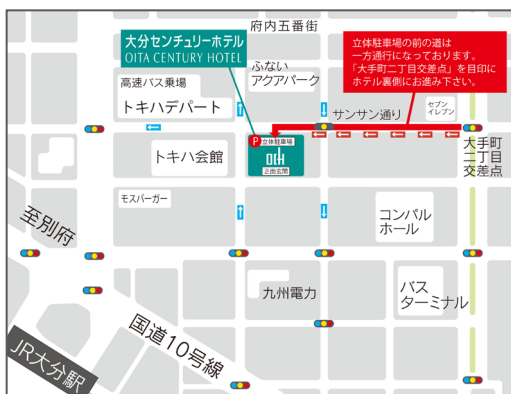 府内五番街
大分センチュリーホテル
OITA CENTURY HOTEL
立体駐車場の前の道は
一方通行になっております。
「大手町二丁目交差点」を目印に
ホテル裏側にお進み下さい。
ふない
アクアパーク
高速バス乗場
トキハデパート
サンサン通り
セブン
イレブン
P 立体駐車場
och
正面玄関
トキハ会館
大手町
二丁目
交差点
モスバーガー
コンパル
ホール
至別府
九州電力
バス
ターミナル
国道10号線
JR大分駅